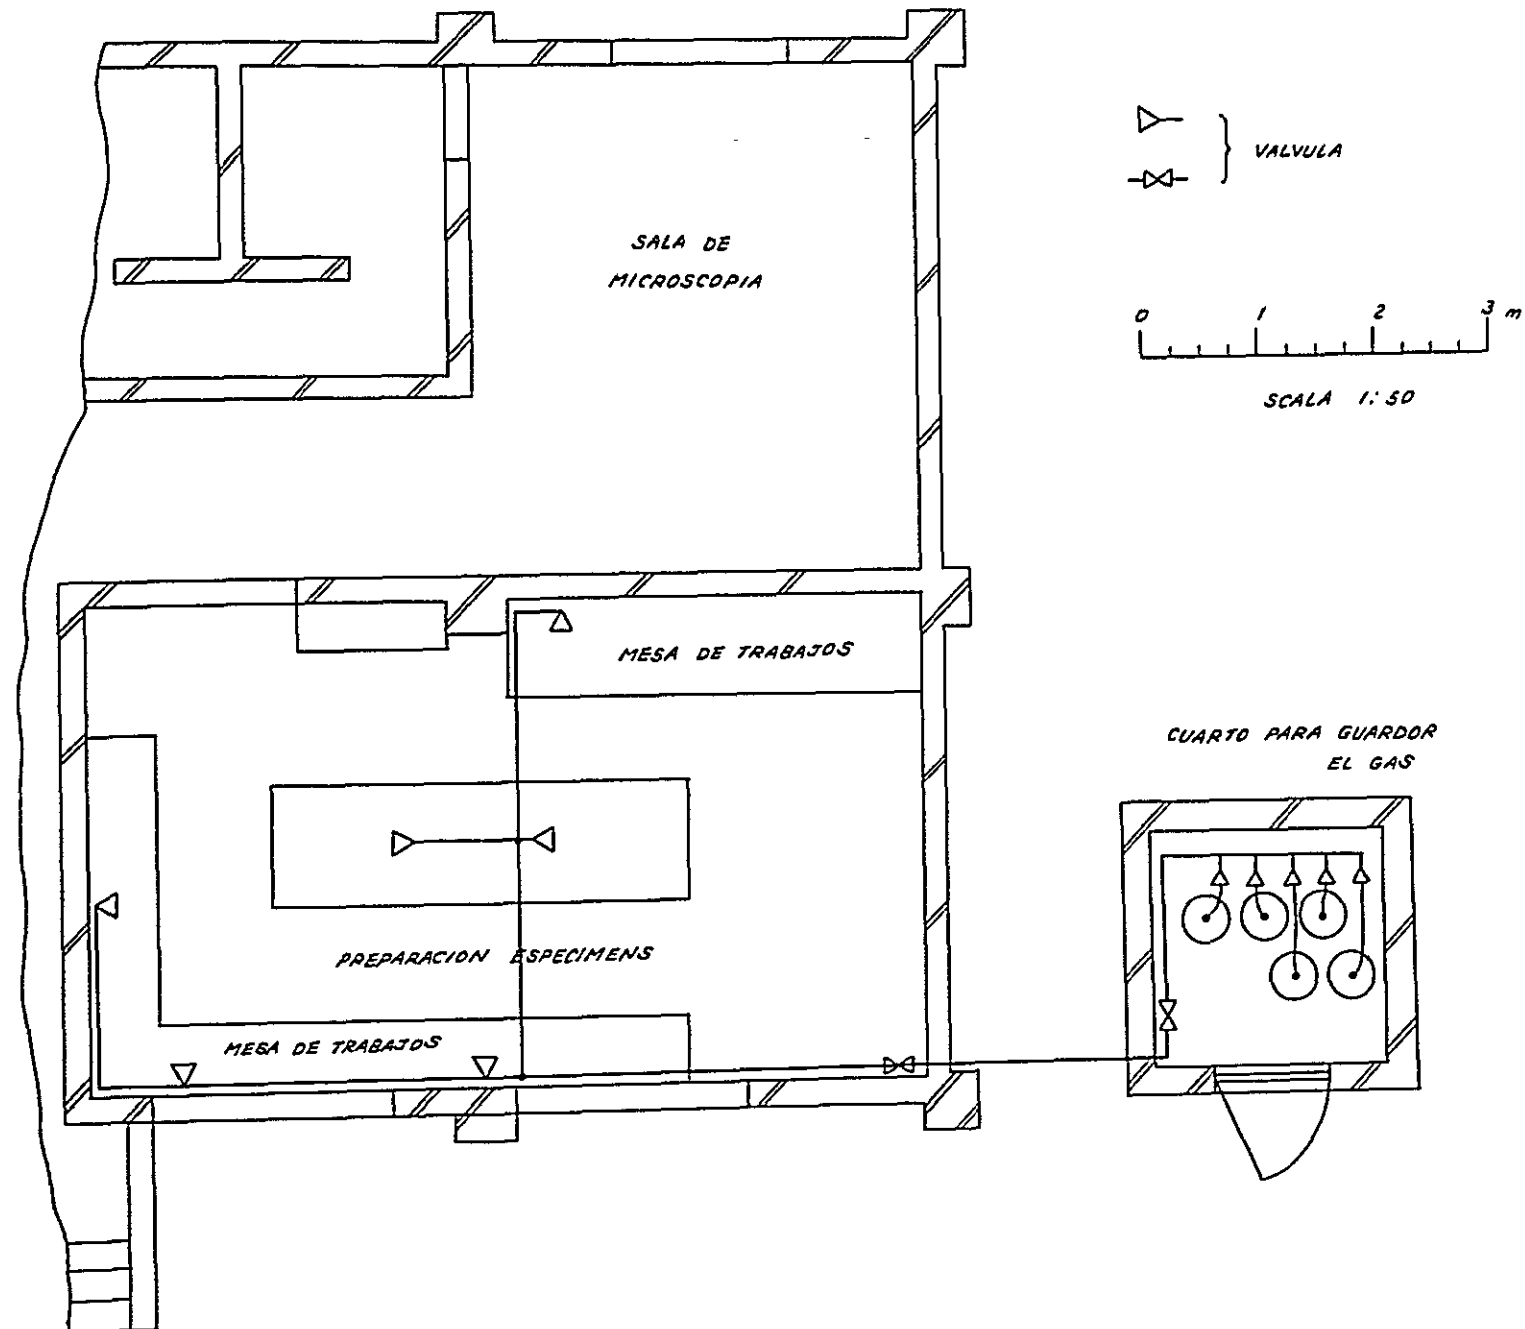 VALVULA
SALA DE
MICROSCOPIA
0 1 2 3 m
SCALA 1:50
MESA DE TRABAJOS
CUARTO PARA GUARDOR
EL GAS
PREPARACION ESPECIMENS
MESA DE TRABAJOS